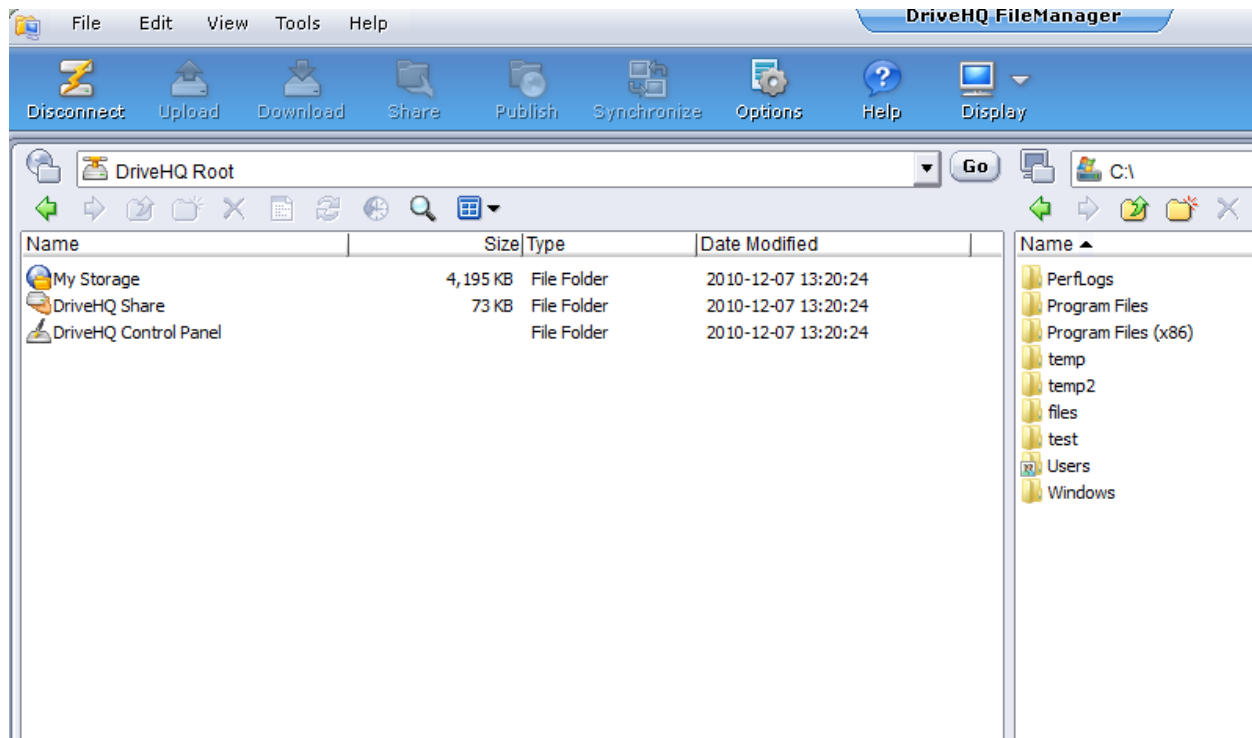 File Edit View Tools Help DriveHQ FileManager
Disconnect Upload Download Share Publish Synchronize Options Help Display
DriveHQ Root Go C:\
Name Size Type Date Modified Name
My Storage 4,195 KB File Folder 2010-12-07 13:20:24 PerfLogs
DriveHQ Share 73 KB File Folder 2010-12-07 13:20:24 Program Files
DriveHQ Control Panel File Folder 2010-12-07 13:20:24 Program Files (x86)
temp
temp2
files
test
Users
Windows